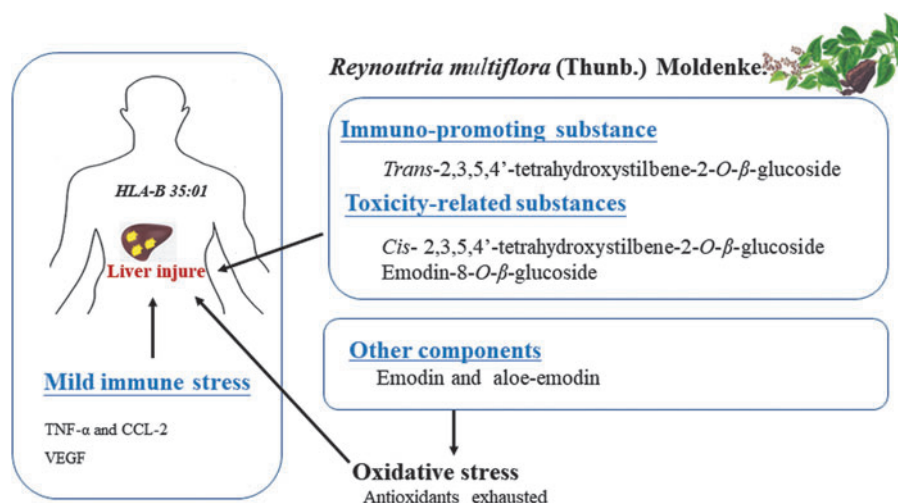 Reynoutria multiflora (Thunb.) Moldenke.
Immuno-promoting substance
Trans-2,3,5,4’-tetrahydroxystilbene-2-O-β-glucoside
Toxicity-related substances
Cis- 2,3,5,4’-tetrahydroxystilbene-2-O-β-glucoside
Emodin-8-O-β-glucoside
HLA-B 35:01
Liver injure
Mild immune stress
TNF-α and CCL-2
VEGF
Other components
Emodin and aloe-emodin
Oxidative stress
Antioxidants exhausted